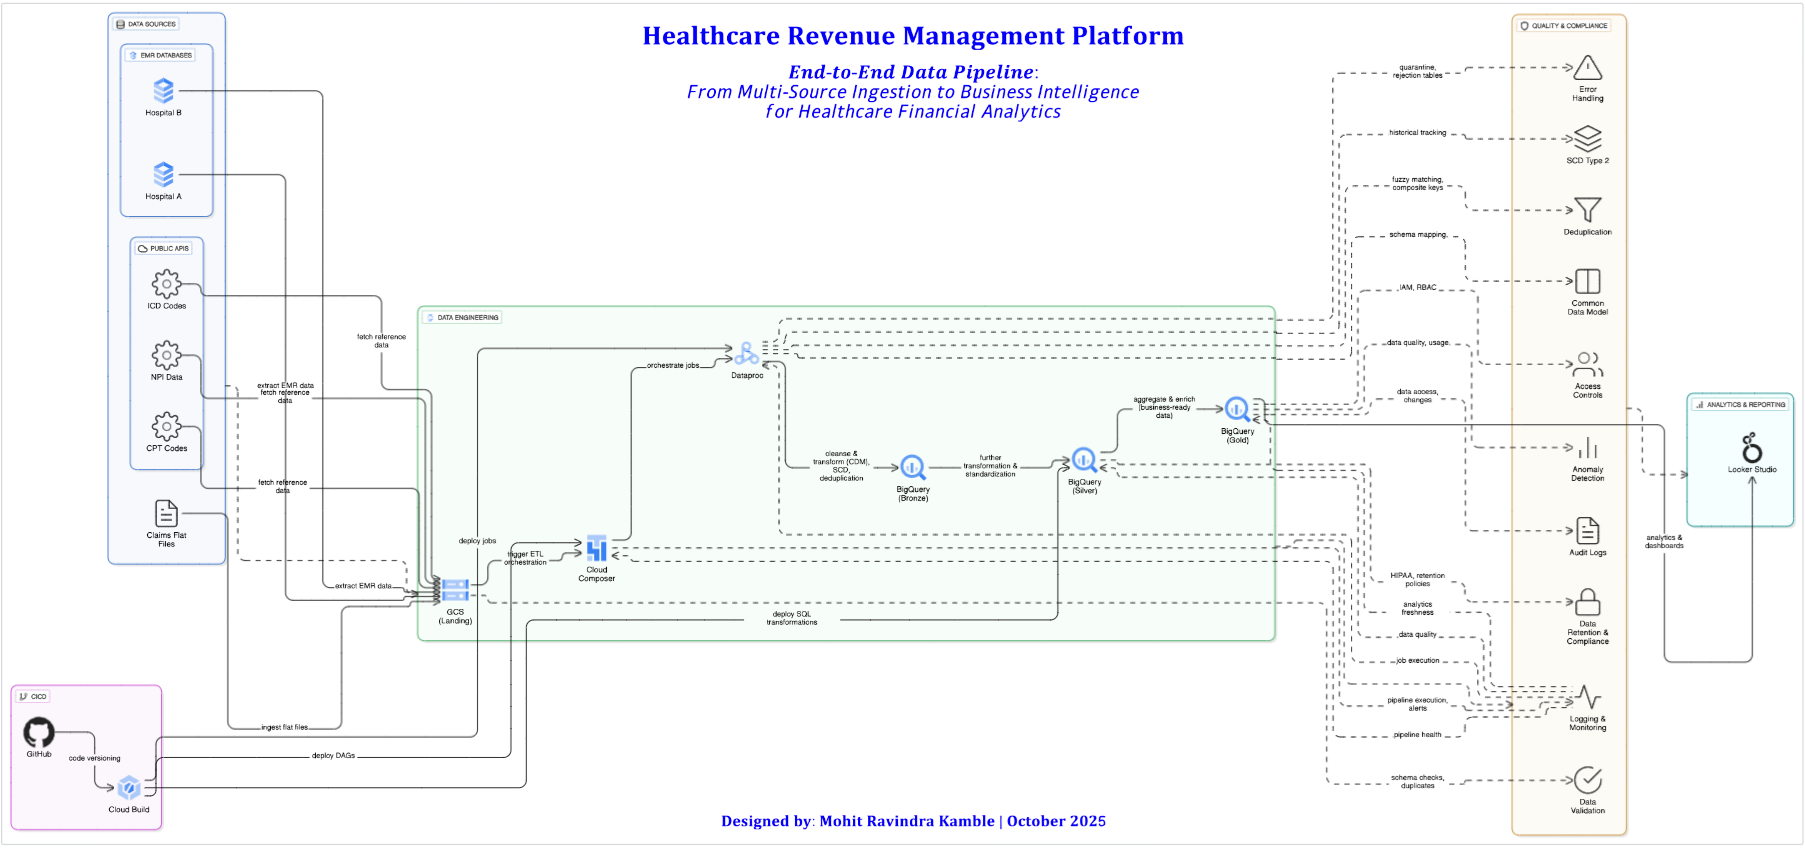 Healthcare Revenue Management Platform
End-to-End Data Pipeline:
From Multi-Source Ingestion to Business Intelligence
for Healthcare Financial Analytics
DATA SOURCES
EMR DATABASES
Hospital B
Hospital A
PUBLIC APIS
ICD Codes
NPI Data
CPT Codes
Claims Flat
Files
fetch reference
data
extract EMR data
fetch reference
data
fetch reference
data
extract EMR data
ingest flat files
CICD
GitHub
code versioning
Cloud Build
deploy DAGs
DATA ENGINEERING
deploy jobs
trigger ETL
orchestration
GCS
(Landing)
Cloud
Composer
orchestrate jobs
Dataproc
cleanse &
transform (CDM),
SCD,
deduplication
BigQuery
(Bronze)
further
transformation &
standardization
BigQuery
(Silver)
aggregate & enrich
(business-ready
data)
BigQuery
(Gold)
deploy SQL
transformations
quarantine,
rejection tables
historical tracking
fuzzy matching,
composite keys
schema mapping,
IAM, RBAC
data quality, usage
data access,
changes
HIPAA, retention
policies
analytics
freshness
data quality
job execution
pipeline execution,
alerts
pipeline health
schema checks,
duplicates
QUALITY & COMPLIANCE
Error
Handling
SCD Type 2
Deduplication
Common
Data Model
Access
Controls
Anomaly
Detection
Audit Logs
Data
Retention &
Compliance
Logging &
Monitoring
Data
Validation
analytics &
dashboards
ANALYTICS & REPORTING
Looker Studio
Designed by: Mohit Ravindra Kamble | October 2025